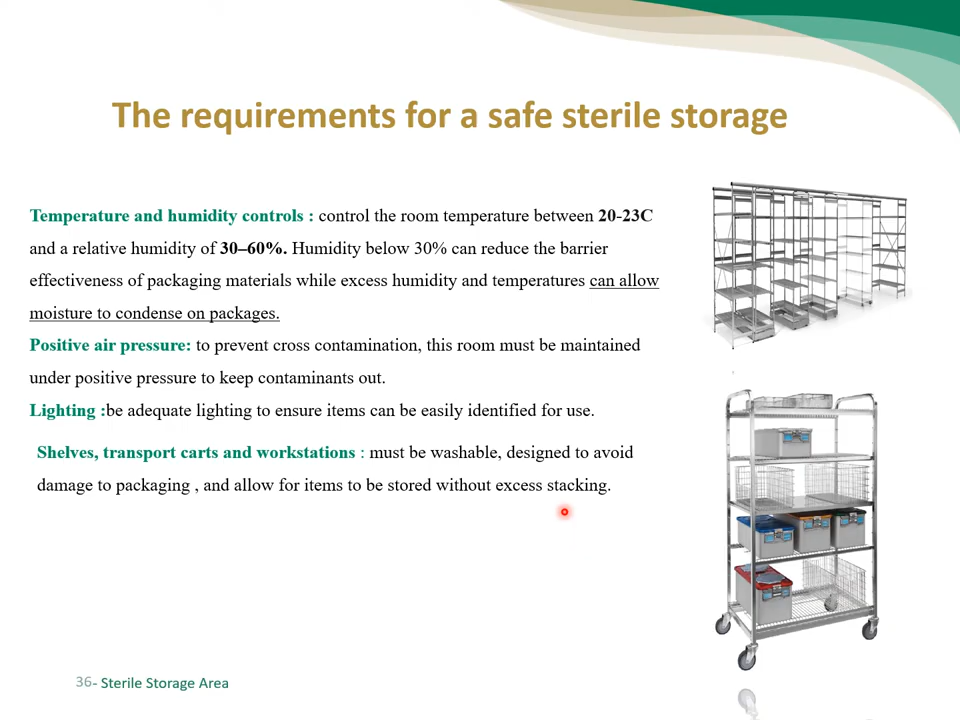 The requirements for a safe sterile storage
Temperature and humidity controls : control the room temperature between 20-23C
and a relative humidity of 30–60%. Humidity below 30% can reduce the barrier
effectiveness of packaging materials while excess humidity and temperatures can allow
moisture to condense on packages.
Positive air pressure: to prevent cross contamination, this room must be maintained
under positive pressure to keep contaminants out.
Lighting :be adequate lighting to ensure items can be easily identified for use.
Shelves, transport carts and workstations : must be washable, designed to avoid
damage to packaging , and allow for items to be stored without excess stacking.
36- Sterile Storage Area